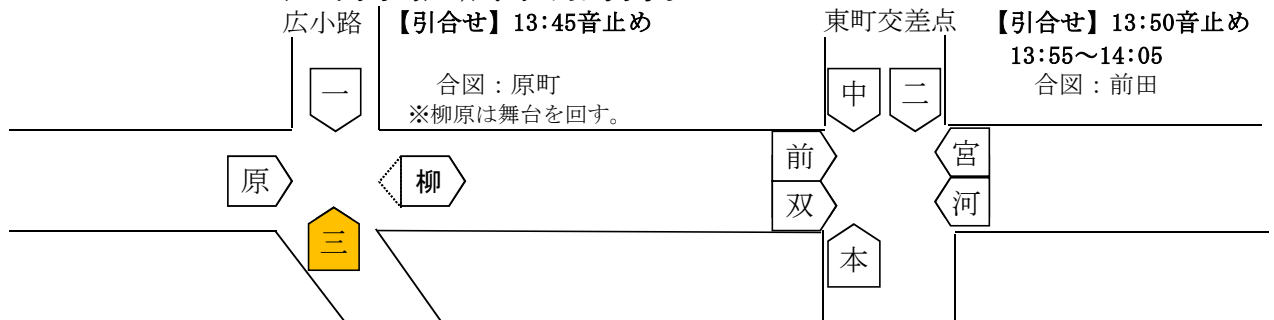 広小路
【引合せ】13:45音止め
合図：原町
※柳原は舞台を回す。
一
原
柳
三
東町交差点
【引合せ】13:50音止め
13:55～14:05
合図：前田
中
二
前
宮
双
河
本